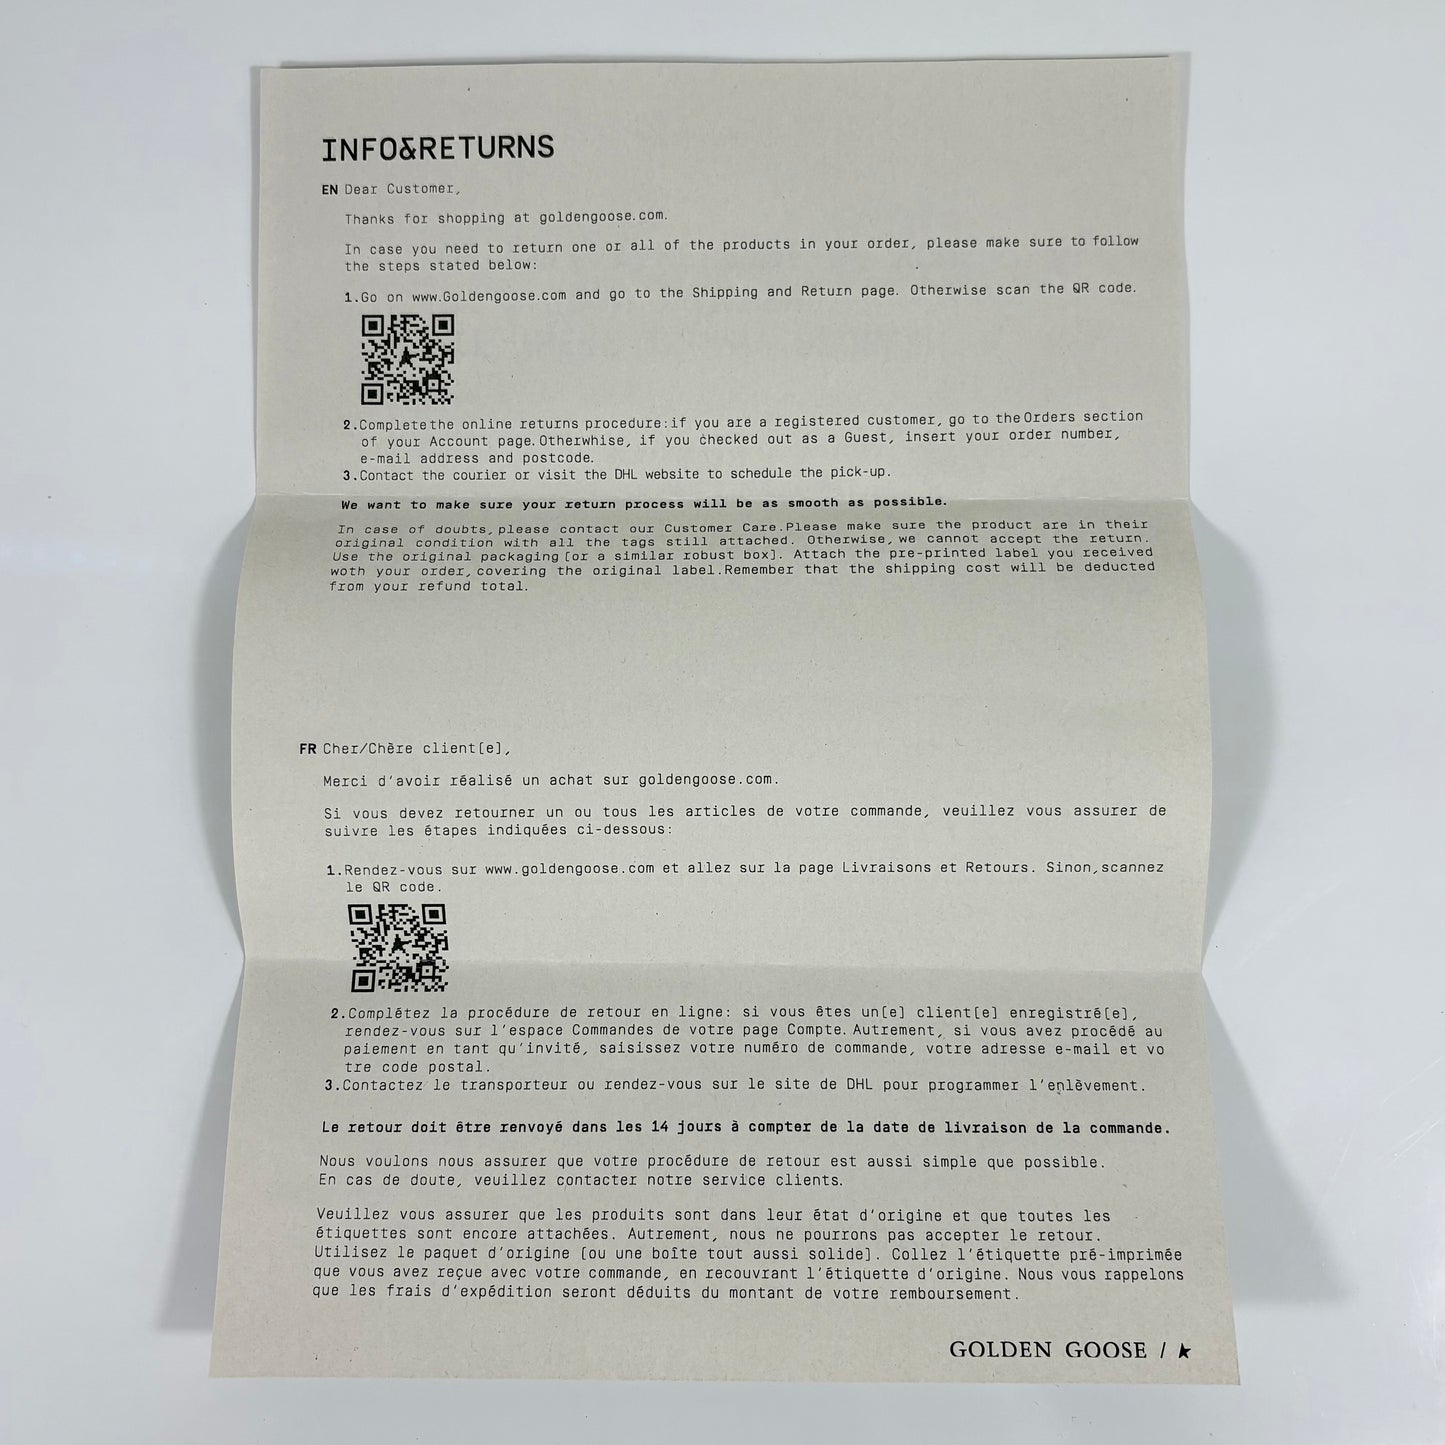 INFO&RETURNS
EN Dear Customer,
Thanks for shopping at goldengoose.com.
In case you need to return one or all of the products in your order, please make sure to follow
the steps stated below:
1.Go on www.Goldengoose.com and go to the Shipping and Return page. Otherwise scan the QR code.
2.Complete the online returns procedure:if you are a registered customer, go to the Orders section
of your Account page.Otherwhise, if you checked out as a Guest, insert your order number,
e-mail address and postcode.
3.Contact the courier or visit the DHL website to schedule the pick-up.
We want to make sure your return process will be as smooth as possible.
In case of doubts,please contact our Customer Care.Please make sure the product are in their
original condition with all the tags still attached. Otherwise,we cannot accept the return.
Use the original packaging[or a similar robust box]. Attach the pre-printed label you received
woth your order,covering the original label.Remember that the shipping cost will be deducted
from your refund total.
FR Cher/Chère client[e],
Merci d'avoir réalisé un achat sur goldengoose.com.
Si vous devez retourner un ou tous les articles de votre commande, veuillez vous assurer de
suivre les étapes indiquées ci-dessous:
1.Rendez-vous sur www.goldengoose.com et allez sur la page Livraisons et Retours. Sinon,scannez
le QR code.
2.Complétez la procédure de retour en ligne: si vous êtes un[e] client[e] enregistré[e],
rendez-vous sur l'espace Commandes de votre page Compte.Autrement, si vous avez procédé au
paiement en tant qu'invité, saisissez votre numéro de commande, votre adresse e-mail et vo
tre code postal.
3.Contactez le transporteur ou rendez-vous sur le site de DHL pour programmer l'enlèvement.
Le retour doit être renvoyé dans les 14 jours à compter de la date de livraison de la commande.
Nous voulons nous assurer que votre procédure de retour est aussi simple que possible.
En cas de doute, veuillez contacter notre service clients.
Veuillez vous assurer que les produits sont dans leur état d'origine et que toutes les
étiquettes sont encore attachées. Autrement, nous ne pourrons pas accepter le retour.
Utilisez le paquet d'origine [ou une boîte tout aussi solide]. Collez l'étiquette pré-imprimée
que vous avez reçue avec votre commande, en recouvrant l'étiquette d'origine. Nous vous rappelons
que les frais d'expédition seront déduits du montant de votre remboursement.
GOLDEN GOOSE /